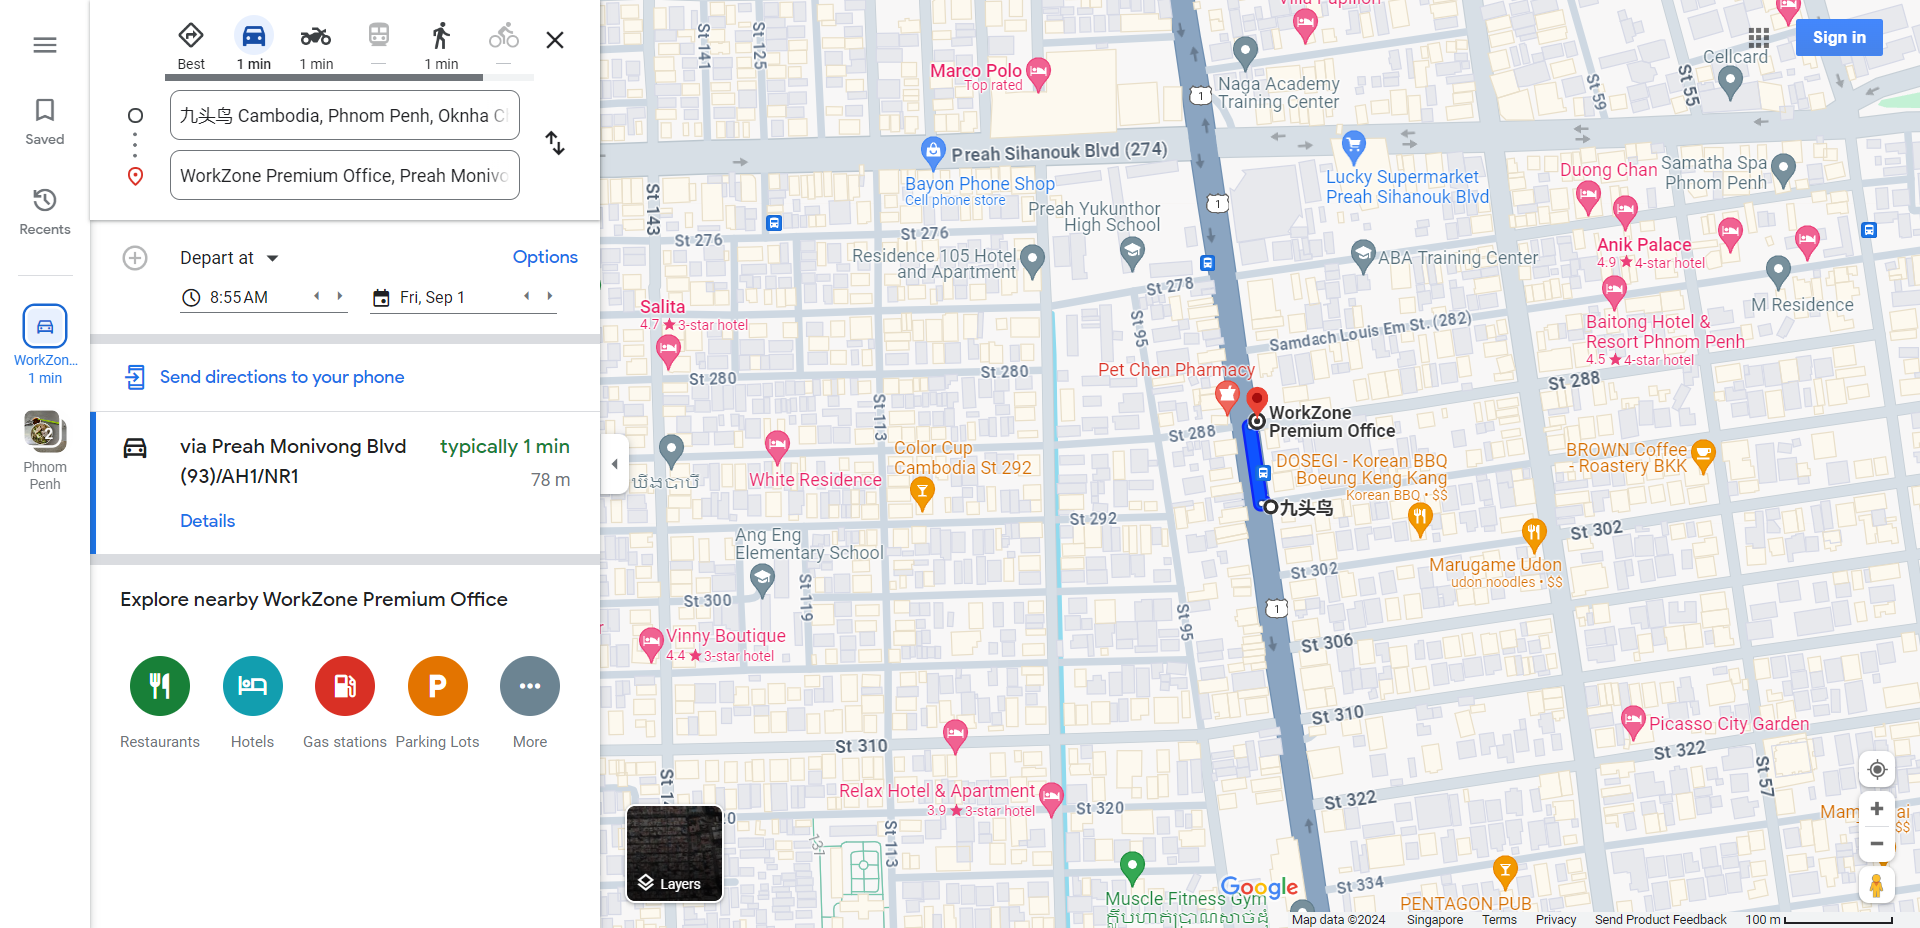 Saved
Recents
WorkZon...
1 min
2
Phnom
Penh
Best
1 min
1 min
—
1 min
—
九头鸟 Cambodia, Phnom Penh, Oknha C
WorkZone Premium Office, Preah Monivo
Depart at
Options
8:55 AM
Fri, Sep 1
Send directions to your phone
via Preah Monivong Blvd
(93)/AH1/NR1
typically 1 min
78 m
Details
Explore nearby WorkZone Premium Office
Restaurants
Hotels
Gas stations
P
Parking Lots
More
Layers
Sign in
St 141
St 125
Marco Polo
Top rated
1
Naga Academy
Training Center
Cellcard
St 59
St 55
Preah Sihanouk Blvd (274)
Bayon Phone Shop
Cell phone store
Lucky Supermarket
Preah Sihanouk Blvd
Duong Chan
Samatha Spa
Phnom Penh
St 143
St 276
St 276
Preah Yukunthor
High School
1
Residence 105 Hotel
and Apartment
ABA Training Center
Anik Palace
4.9 ★ 4-star hotel
St 278
M Residence
Salita
4.7 ★ 3-star hotel
St 95
Samdach Louis Em St. (282)
Baitong Hotel &
Resort Phnom Penh
4.5 ★ 4-star hotel
St 280
St 280
Pet Chen Pharmacy
St 288
St 113
WorkZone
Premium Office
St 288
Color Cup
Cambodia St 292
White Residence
DOSEGI - Korean BBQ
Boeung Keng Kang
Korean BBQ • $$
BROWN Coffee
- Roastery BKK
九头鸟
St 292
St 302
Ang Eng
Elementary School
St 302
Marugame Udon
udon noodles • $$
St 119
St 300
St 95
1
Vinny Boutique
4.4 ★ 3-star hotel
St 306
St 310
Picasso City Garden
St 310
St 322
St 57
Relax Hotel & Apartment
3.9 ★ 3-star hotel
St 320
St 322
St 113
131
Muscle Fitness Gym
Google
St 334
PENTAGON PUB
Map data ©2024
Singapore
Terms
Privacy
Send Product Feedback
100 m